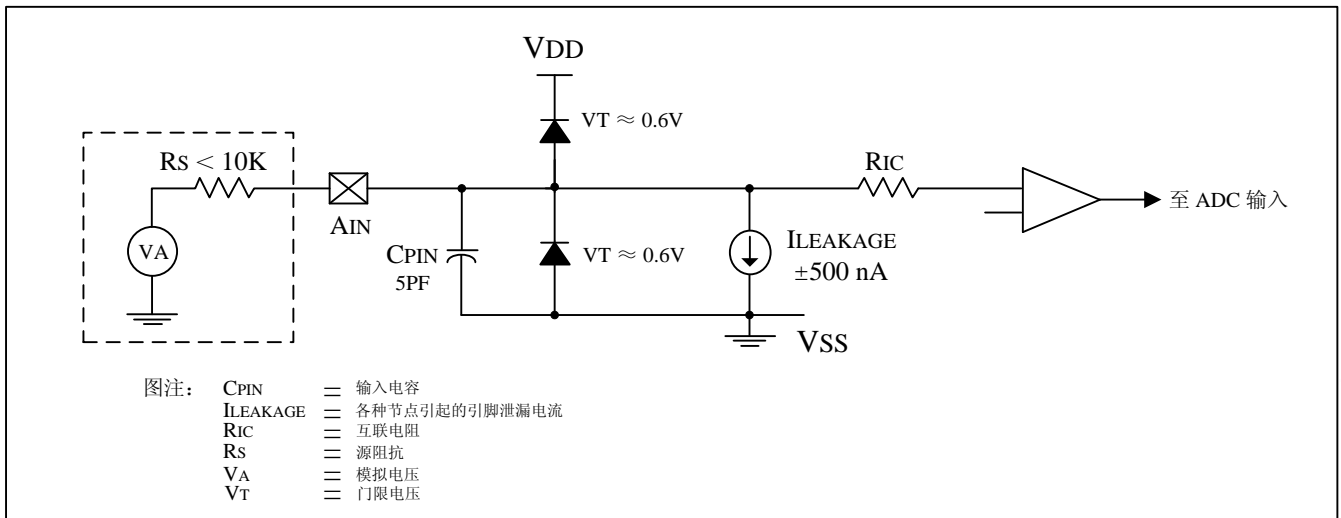 VDD
VT ≈ 0.6V
RS < 10K
RIC
AIN
至 ADC 输入
VA
CPIN
5PF
VT ≈ 0.6V
ILEAKAGE
±500 nA
VSS
图注： CPIN = 输入电容
ILEAKAGE = 各种节点引起的引脚泄漏电流
RIC = 互联电阻
RS = 源阻抗
VA = 模拟电压
VT = 门限电压